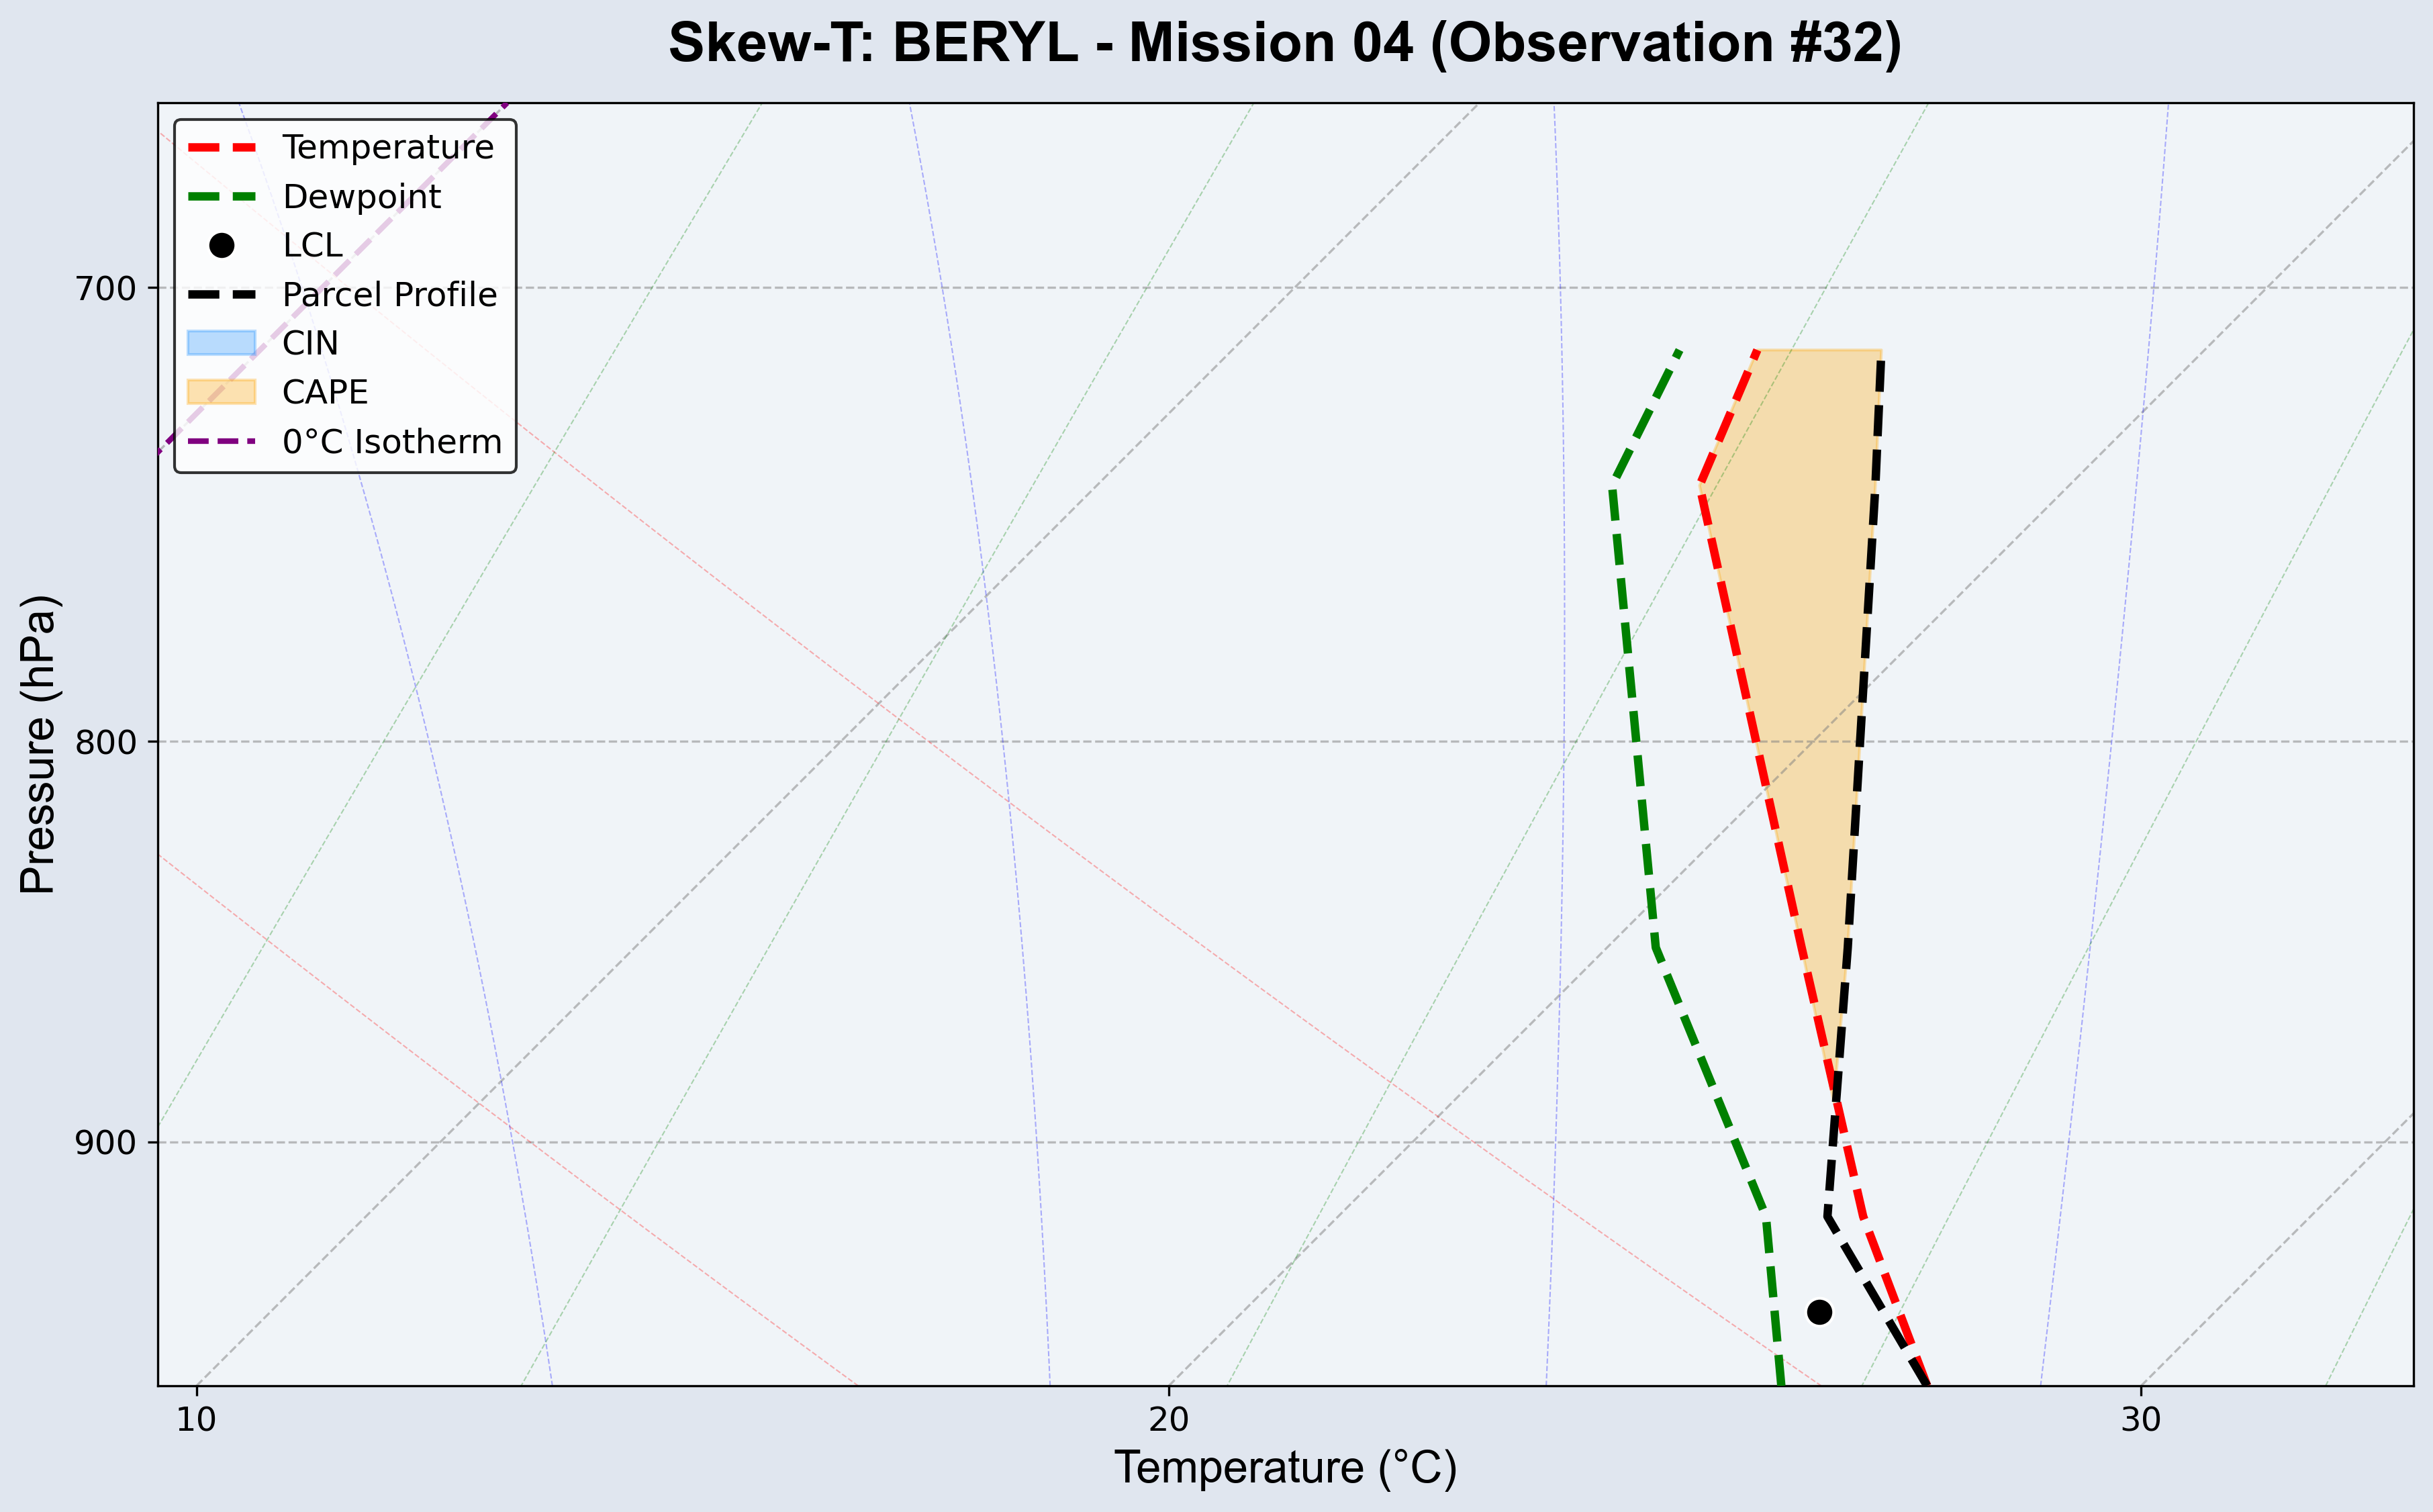 Skew-T: BERYL - Mission 04 (Observation #32)
Temperature
Dewpoint
LCL
Parcel Profile
CIN
CAPE
0°C Isotherm
Pressure (hPa)
700
800
900
10
20
30
Temperature (°C)